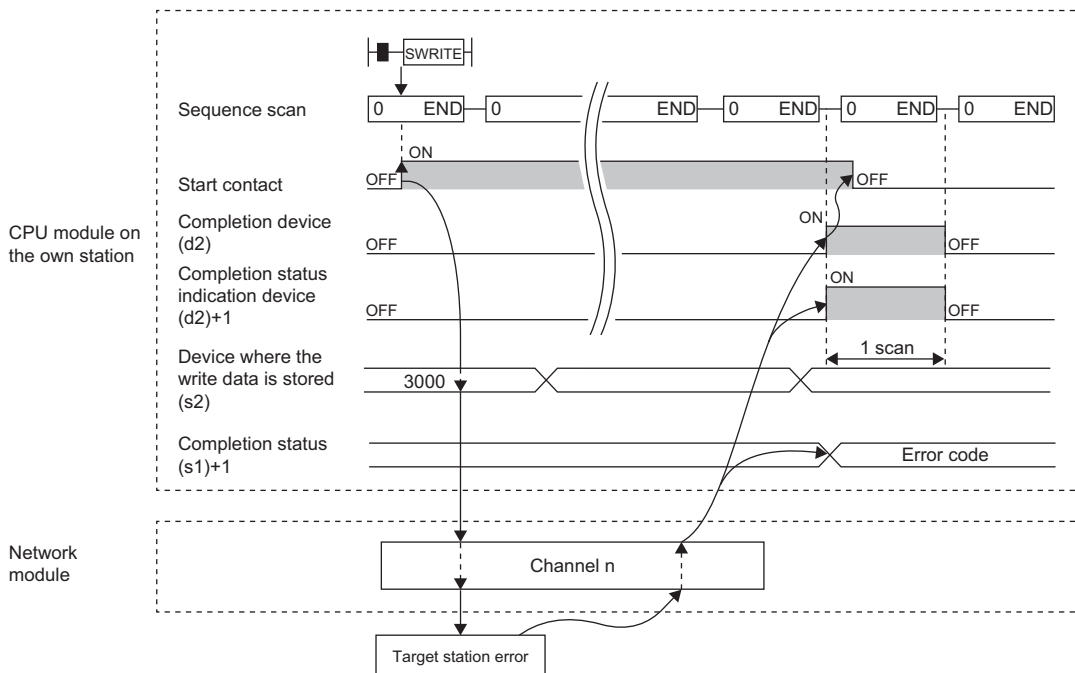 SWRITE
Sequence scan
0 END 0 END 0 END 0 END 0 END
ON
Start contact
OFF
OFF
CPU module on
the own station
Completion device
(d2)
ON
OFF
OFF
Completion status
indication device
(d2)+1
ON
OFF
OFF
1 scan
Device where the
write data is stored
(s2)
3000
Completion status
(s1)+1
Error code
Network
module
Channel n
Target station error